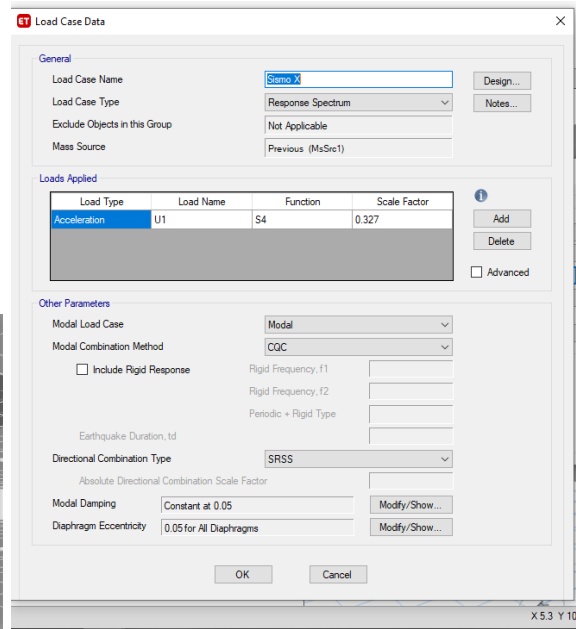 ET Load Case Data
General
Load Case Name Sismo X Design...
Load Case Type Response Spectrum Notes...
Exclude Objects in this Group Not Applicable
Mass Source Previous (MsSrc1)
Loads Applied
Load Type Load Name Function Scale Factor
Acceleration U1 S4 0.327
Add
Delete
Advanced
Other Parameters
Modal Load Case Modal
Modal Combination Method CQC
Include Rigid Response Rigid Frequency, f1
Rigid Frequency, f2
Periodic + Rigid Type
Earthquake Duration, td
Directional Combination Type SRSS
Absolute Directional Combination Scale Factor
Modal Damping Constant at 0.05 Modify/Show...
Diaphragm Eccentricity 0.05 for All Diaphragms Modify/Show...
OK Cancel
X 5.3 Y 10